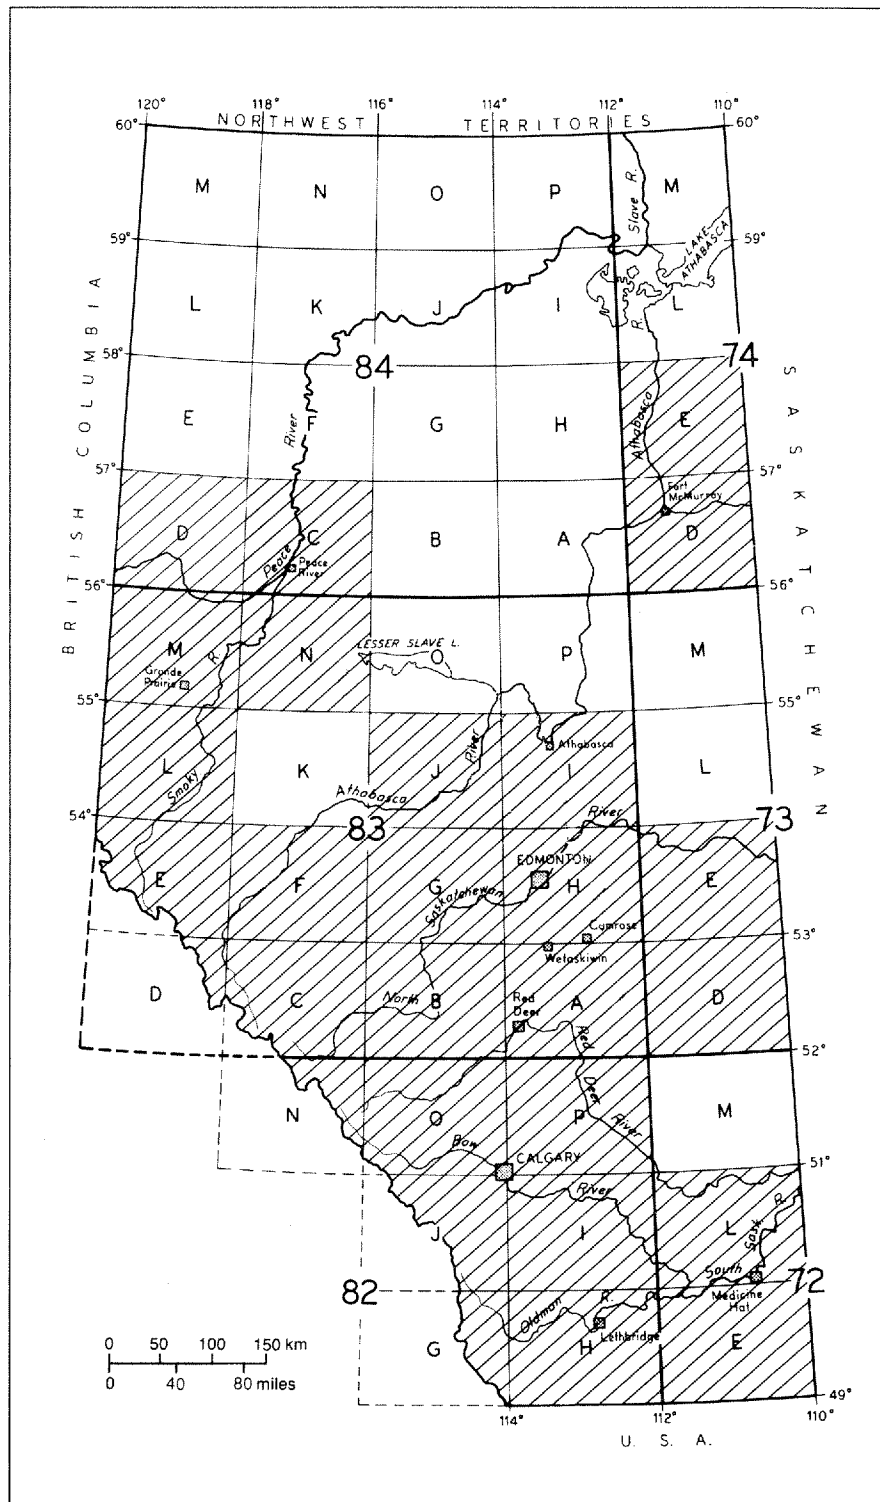 120° 118° 116° 114° 112° 110°
NORTHWEST TERRITORIES
60° 60°
M N O P M
Slave R.
59° 59°
LAKE ATHABASCA
L K J I L
R.
58° 84 74
BRITISH COLUMBIA
SASKATCHEWAN
E F G H E
River
Athabasca
57° 57°
Fort McMurray
D C B A D
Peace
Peace River
56° 56°
LESSER SLAVE L.
M N O P M
R.
Grande Prairie
55° 55°
River
Athabasca
L K J I L
Smoky
Athabasca
River
54° 83 73
EDMONTON
E F G H E
Saskatchewan
Camrose
53°
Wetaskiwin
D C B A D
North
Red Deer
Red Deer River
52°
N O P M
Bow
CALGARY
51°
River
R.
J I L
Sask.
South
82 72
Medicine Hat
R.
Oldman
Lethbridge
G H E
0 50 100 150 km
0 40 80 miles
49°
114° 112° 110°
U. S. A.